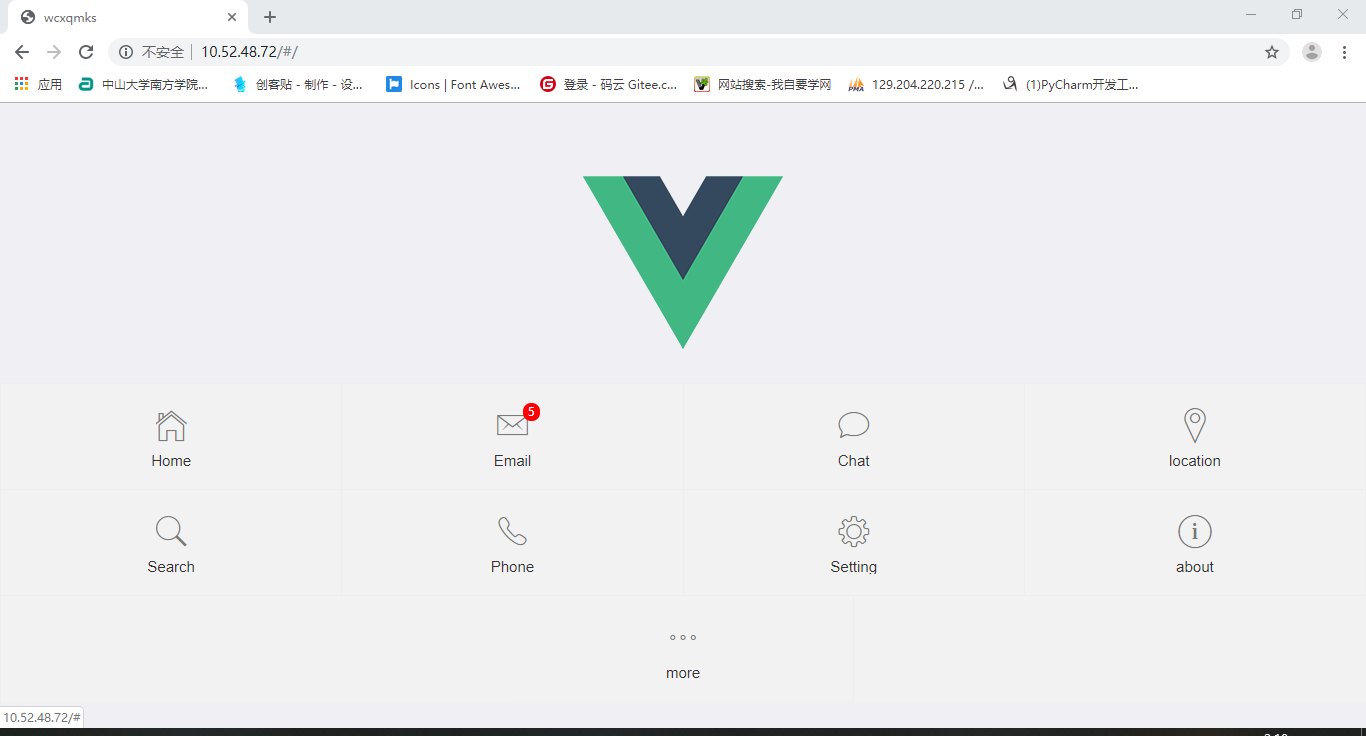 wcxqmks
不安全 10.52.48.72/#/
应用 中山大学南方学院... 创客贴 - 制作 - 设... Icons | Font Awes... 登录 - 码云 Gitee.c... 网站搜索-我自要学网 129.204.220.215 /... (1)PyCharm开发工...
5
Home Email Chat location
Search Phone Setting about
more
10.52.48.72/#